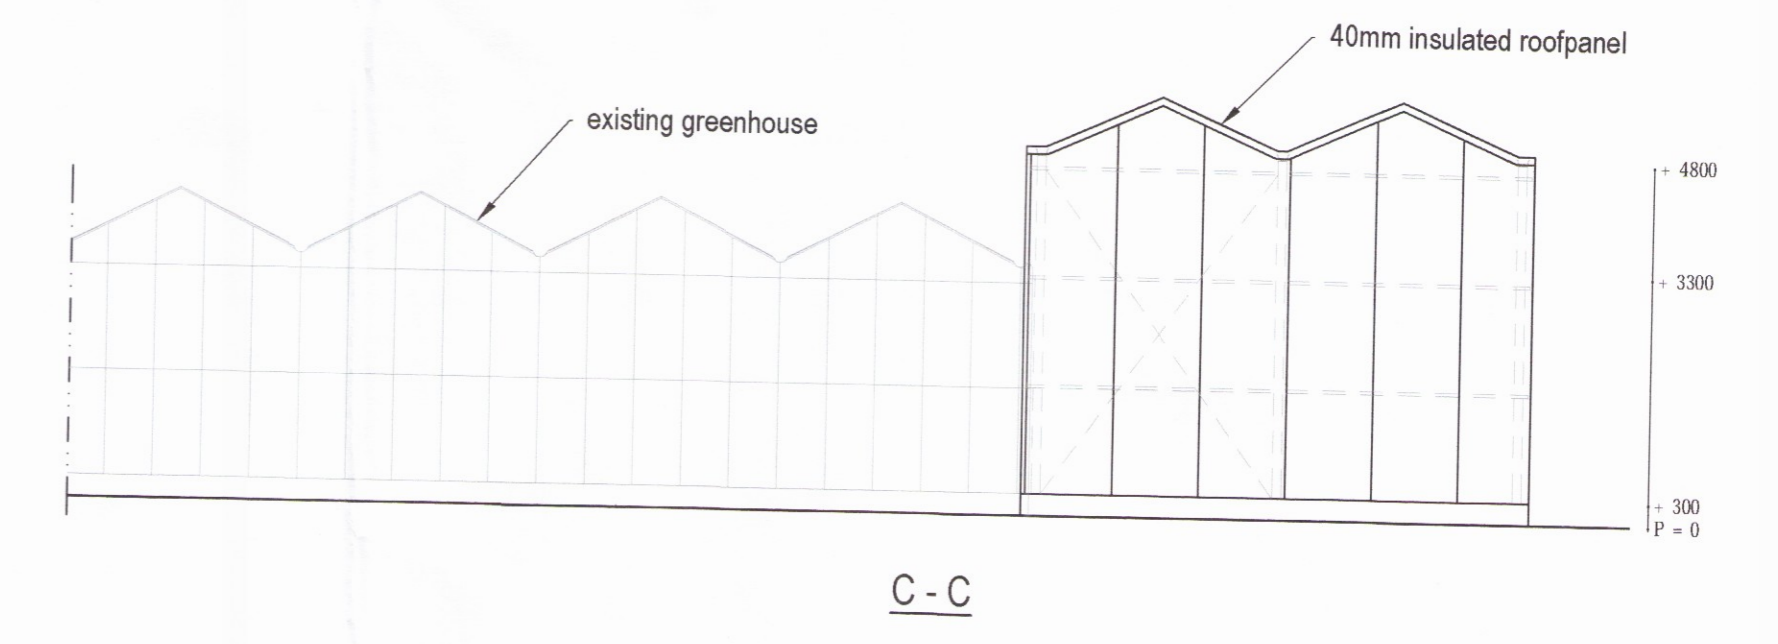 40mm insulated roofpanel
existing greenhouse
+ 4800
+ 3300
+ 300
P = 0
C - C